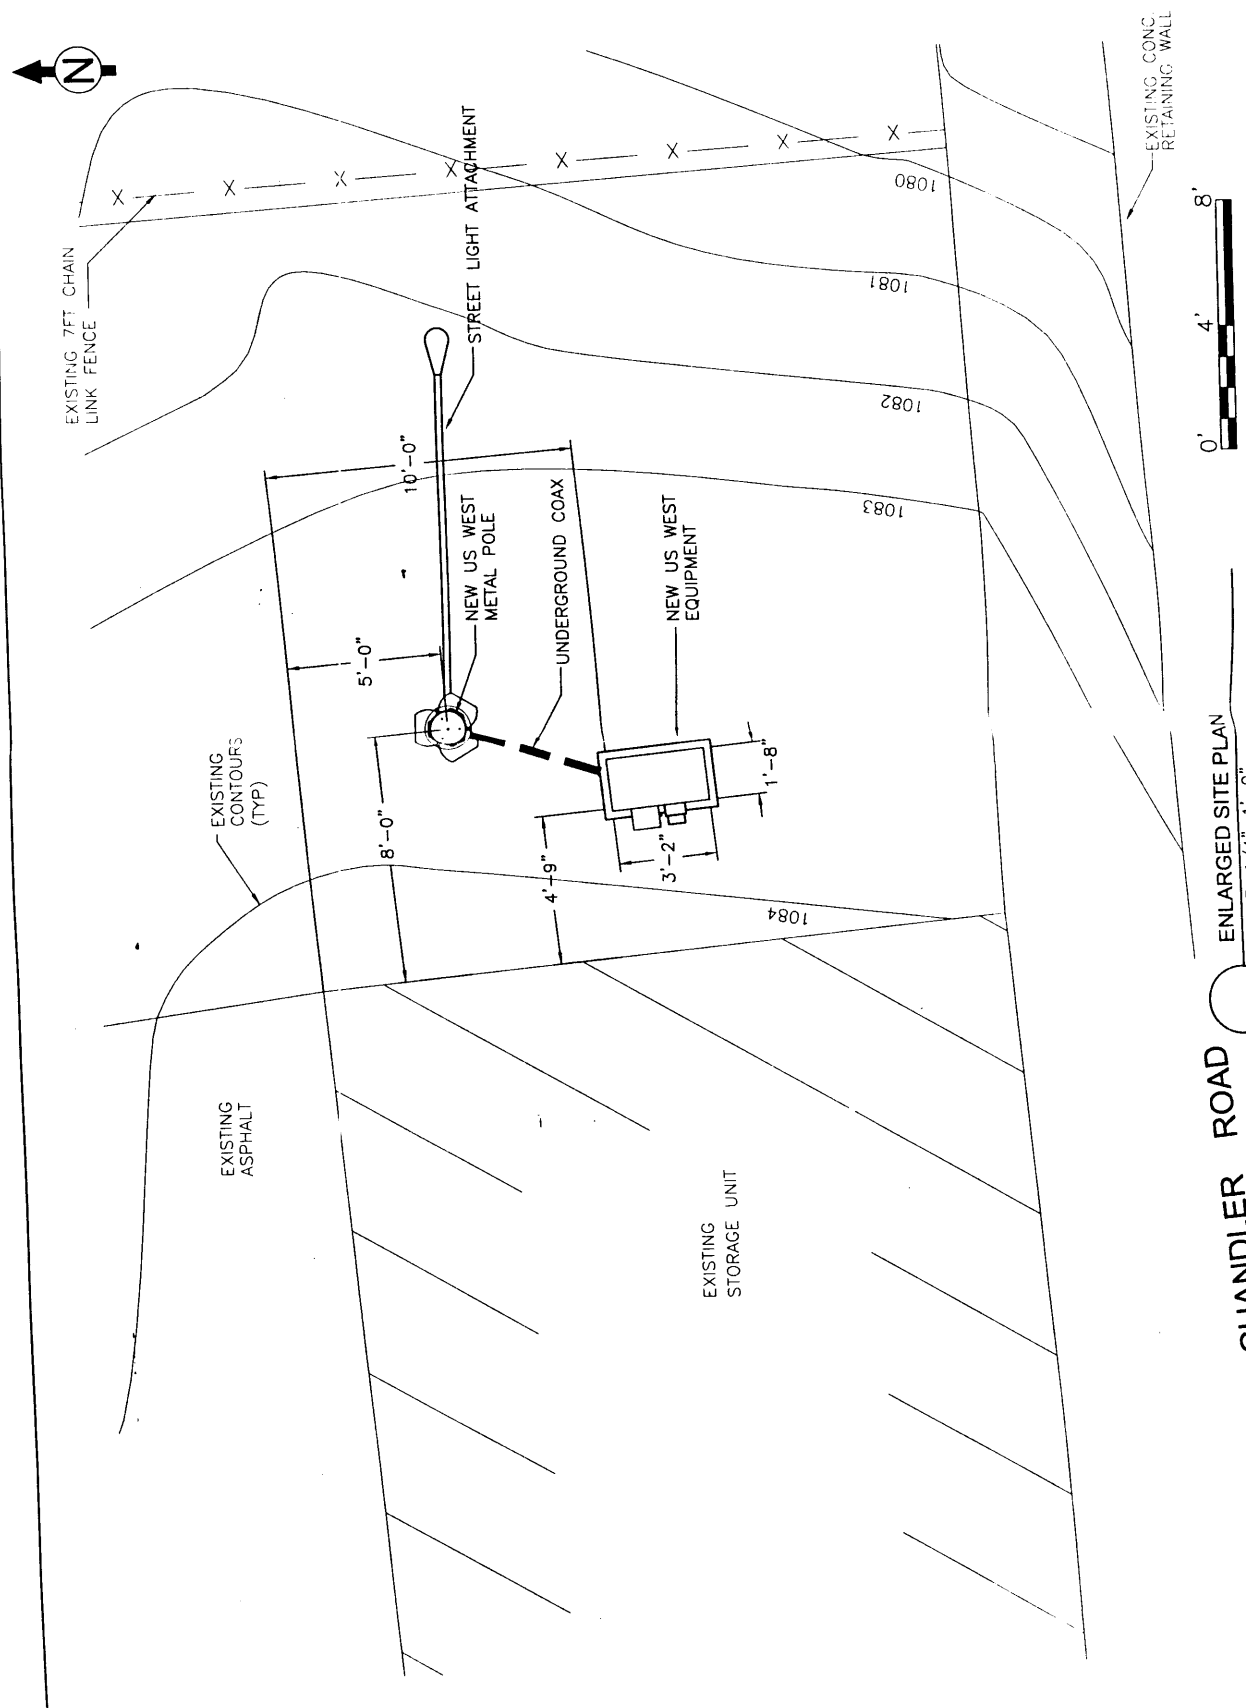 N
EXISTING 7FT CHAIN
LINK FENCE
X
X
X
X
X
X
X
X
STREET LIGHT ATTACHMENT
EXISTING CONC.
RETAINING WALL
1080
1081
1082
1083
1084
10'-0"
5'-0"
NEW US WEST
METAL POLE
UNDERGROUND COAX
NEW US WEST
EQUIPMENT
EXISTING
CONTOURS
(TYP)
8'-0"
4'-9"
3'-2"
1'-8"
EXISTING
ASPHALT
EXISTING
STORAGE UNIT
0'
4'
8'
ENLARGED SITE PLAN
CHANDLER ROAD